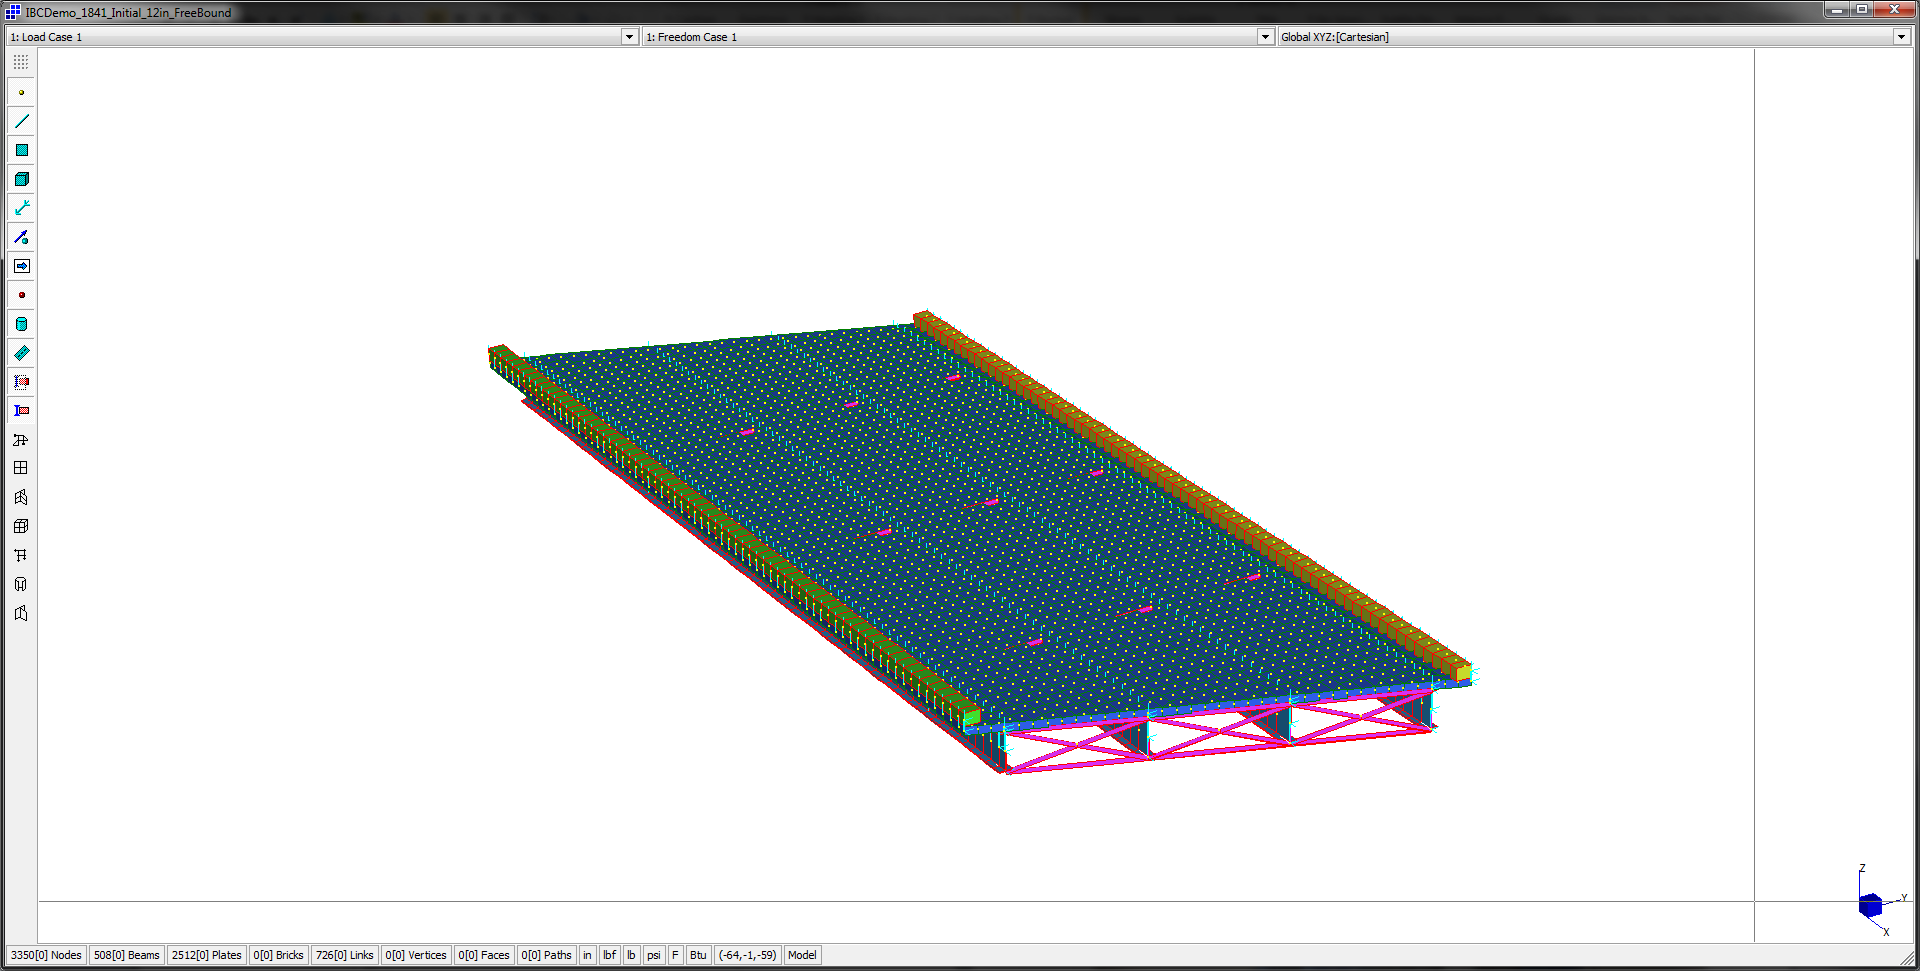 IBCDemo_1841_Initial_12in_FreeBound
1: Load Case 1
1: Freedom Case 1
Global XYZ:[Cartesian]
Z
Y
X
3350[0] Nodes
508[0] Beams
2512[0] Plates
0[0] Bricks
726[0] Links
0[0] Vertices
0[0] Faces
0[0] Paths
in
lbf
lb
psi
F
Btu
(-64,-1,-59)
Model